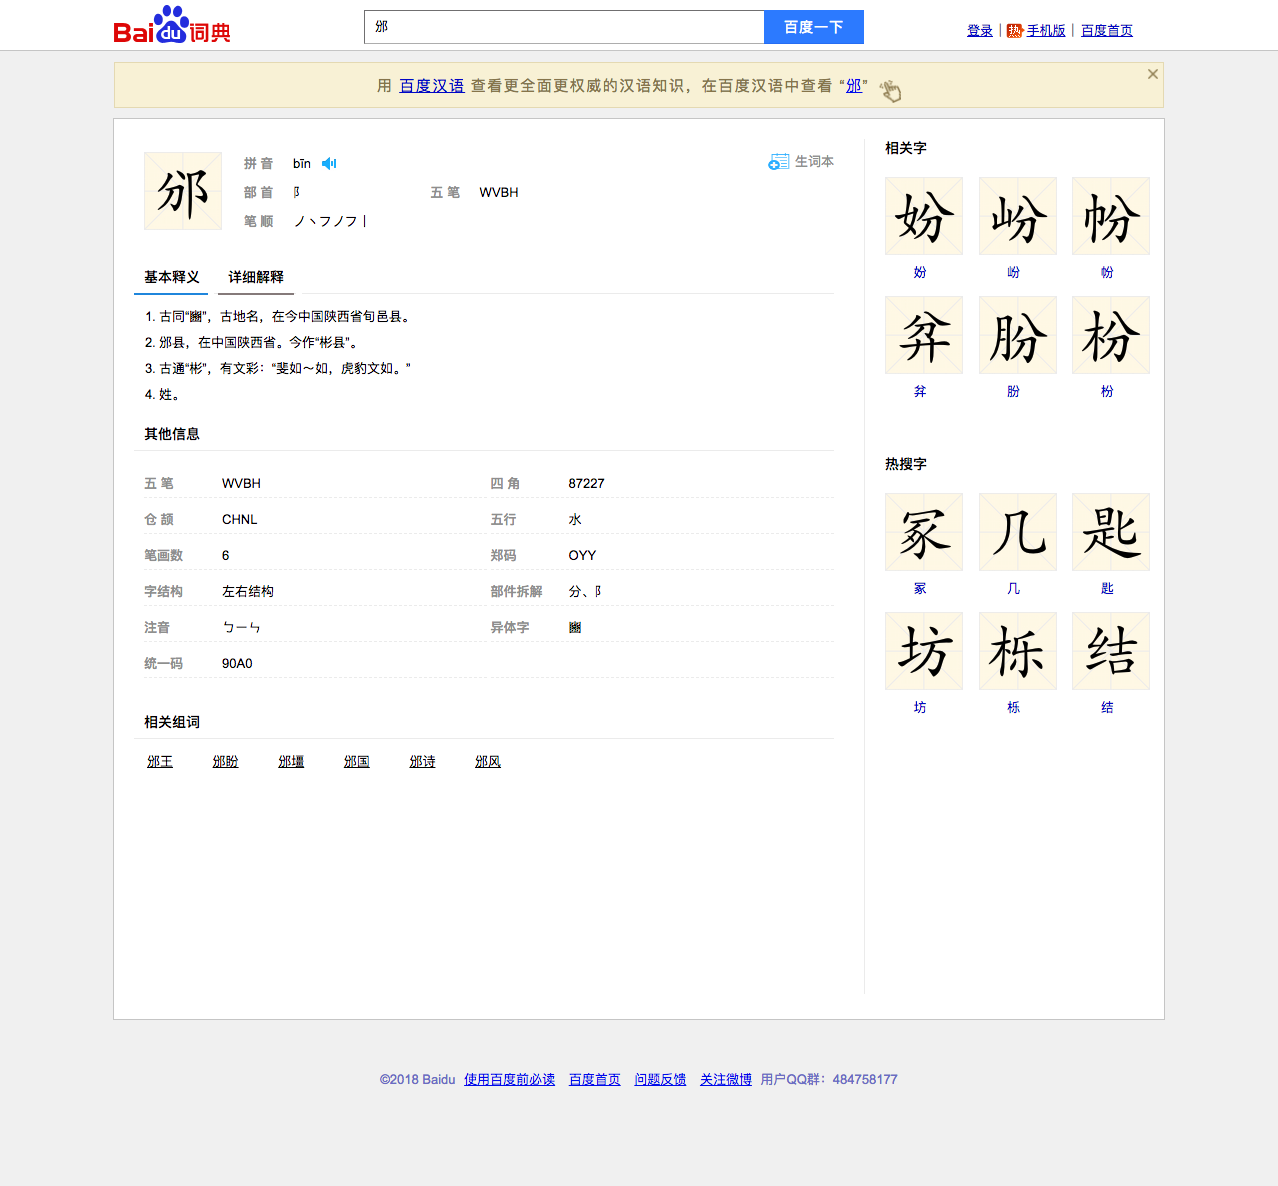 Bai du 词典
邠
百度一下
登录 | 热 手机版 | 百度首页
用 百度汉语 查看更全面更权威的汉语知识，在百度汉语中查看 “邠”
邠
拼 音 bīn
生词本
部 首 阝 五 笔 WVBH
笔 顺 ノ丶フノフ丨
基本释义 详细解释
1. 古同“豳”，古地名，在今中国陕西省旬邑县。
2. 邠县，在中国陕西省。今作“彬县”。
3. 古通“彬”，有文彩：“斐如～如，虎豹文如。”
4. 姓。
其他信息
五 笔 WVBH 四 角 87227
仓 颉 CHNL 五行 水
笔画数 6 郑码 OYY
字结构 左右结构 部件拆解 分、阝
注音 ㄅㄧㄣ 异体字 豳
统一码 90A0
相关组词
邠王 邠盼 邠壃 邠国 邠诗 邠风
相关字
妢 岎 帉
妢 岎 帉
弅 肦 枌
弅 肦 枌
热搜字
冢 几 匙
冢 几 匙
坊 栎 结
坊 栎 结
©2018 Baidu 使用百度前必读 百度首页 问题反馈 关注微博 用户QQ群：484758177